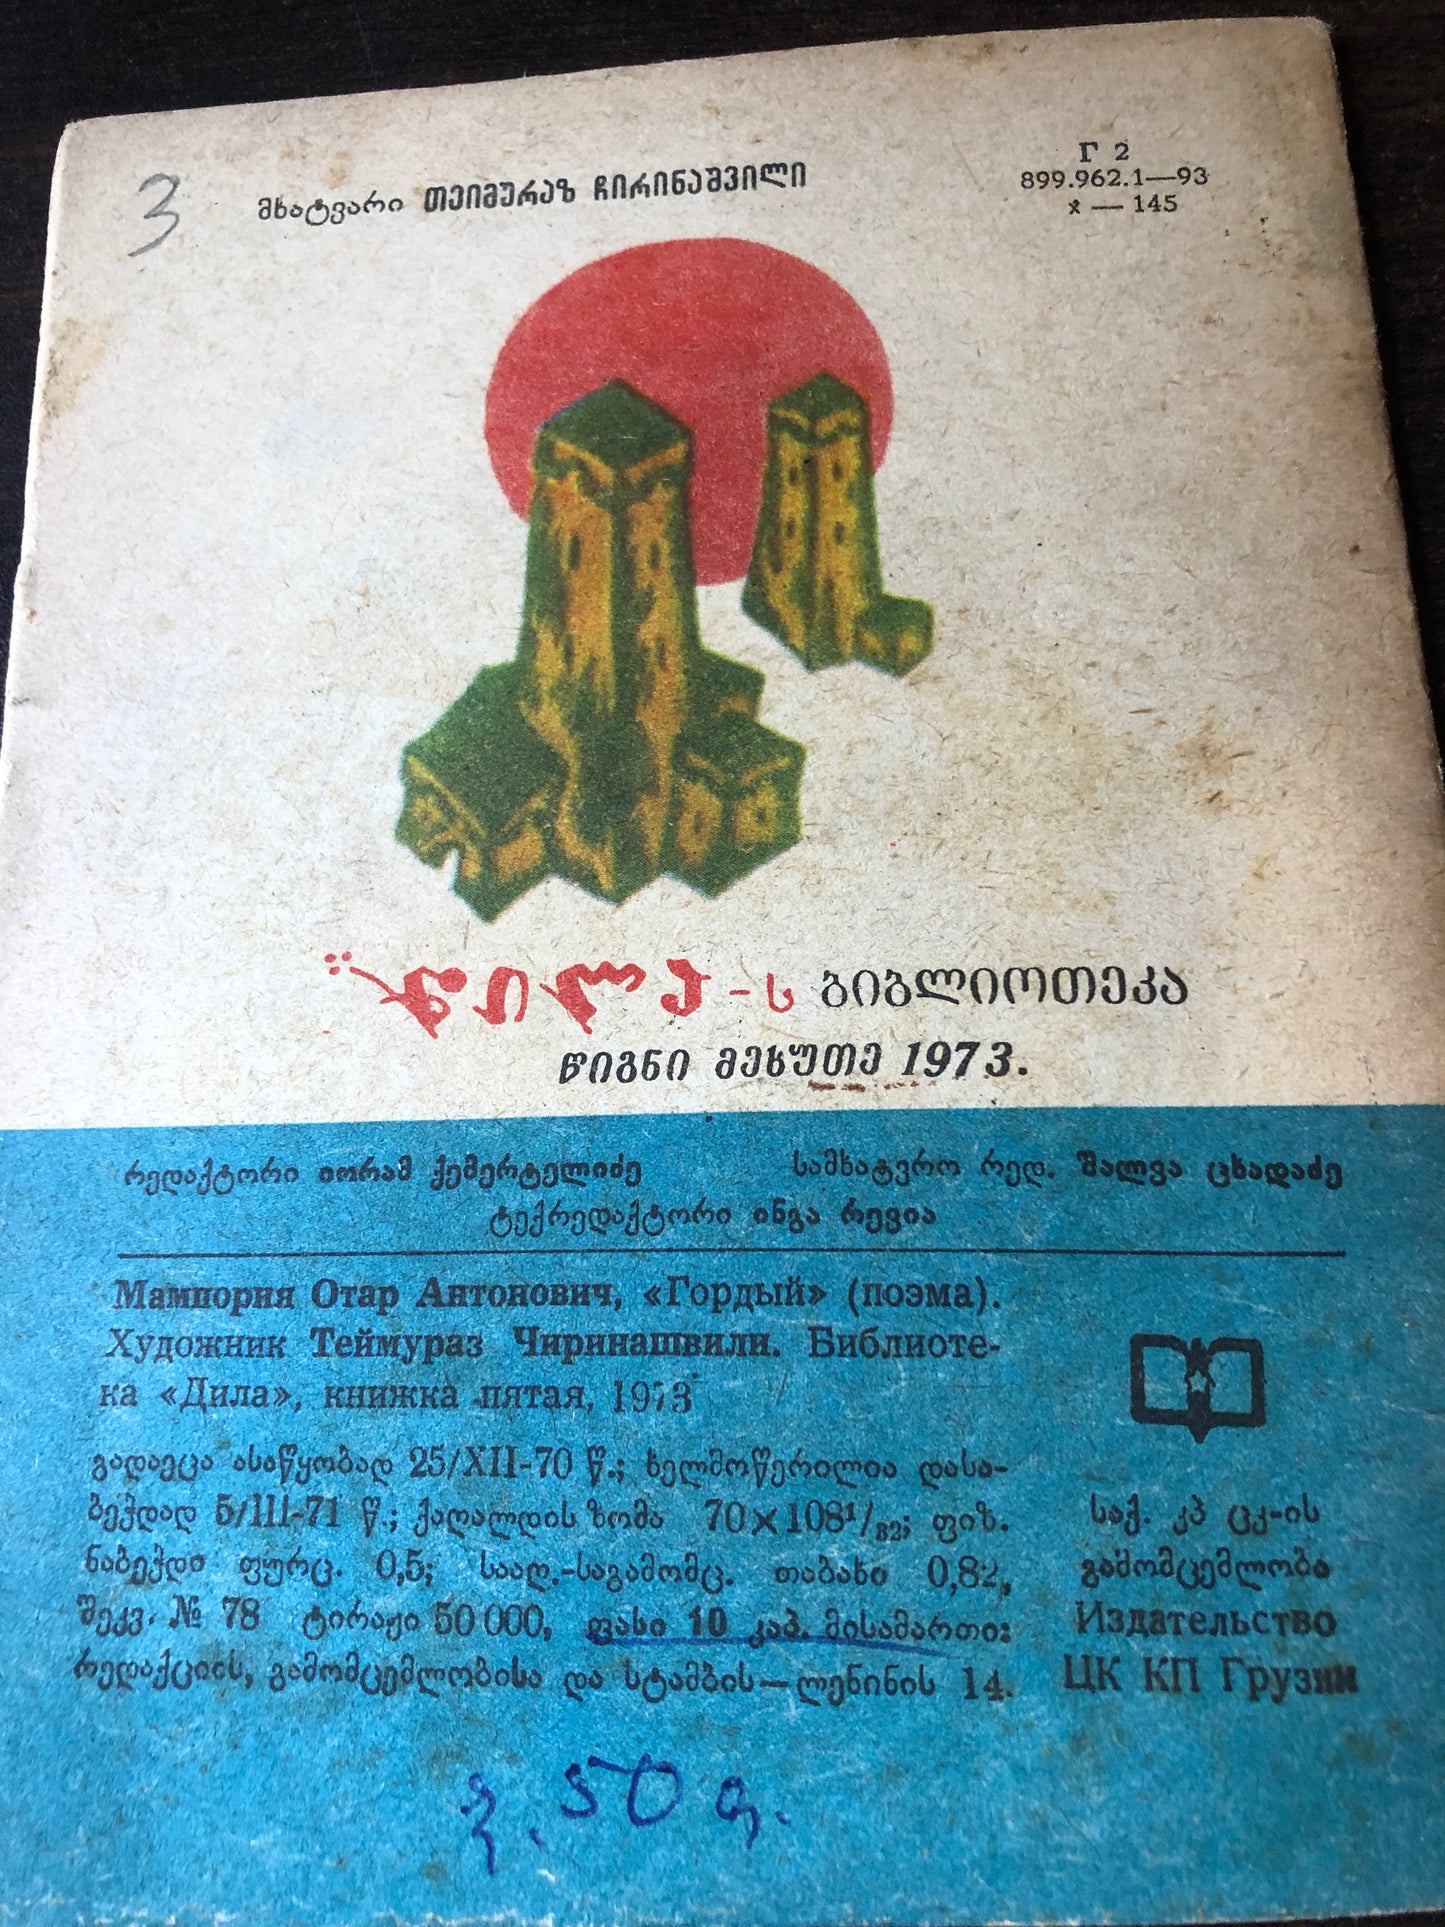 3
მხატვარი თეიმურაზ ჩირინაშვილი
Г 2
899.962.1—93
ჯ — 145
დილა-ს ბიბლიოთეკა
წიგნი მეხუთე 1973.
რედაქტორი იორამ ქემერტელიძე
სამხატვრო რედ. შალვა ცხადაძე
ტექრედაქტორი ინგა რევია
Мампория Отар Антонович, «Гордый» (поэма).
Художник Теймураз Чиринашвили. Библиоте-
ка «Дила», книжка пятая, 1973
გადაეცა ასაწყობად 25/XII-70 წ.; ხელმოწერილია დასა-
ბეჭდად 5/III-71 წ.; ქაღალდის ზომა 70×108¹/₃₂; ფიზ.
ნაბეჭდი ფურც. 0,5; სააღ.-საგამომც. თაბახი 0,82,
შეკვ. № 78 ტირაჟი 50 000, ფასი 10 კაპ. მისამართი:
რედაქციის, გამომცემლობისა და სტამბის—ლენინის 14.
საქ. კპ ცკ-ის
გამომცემლობა
Издательство
ЦК КП Грузии
50